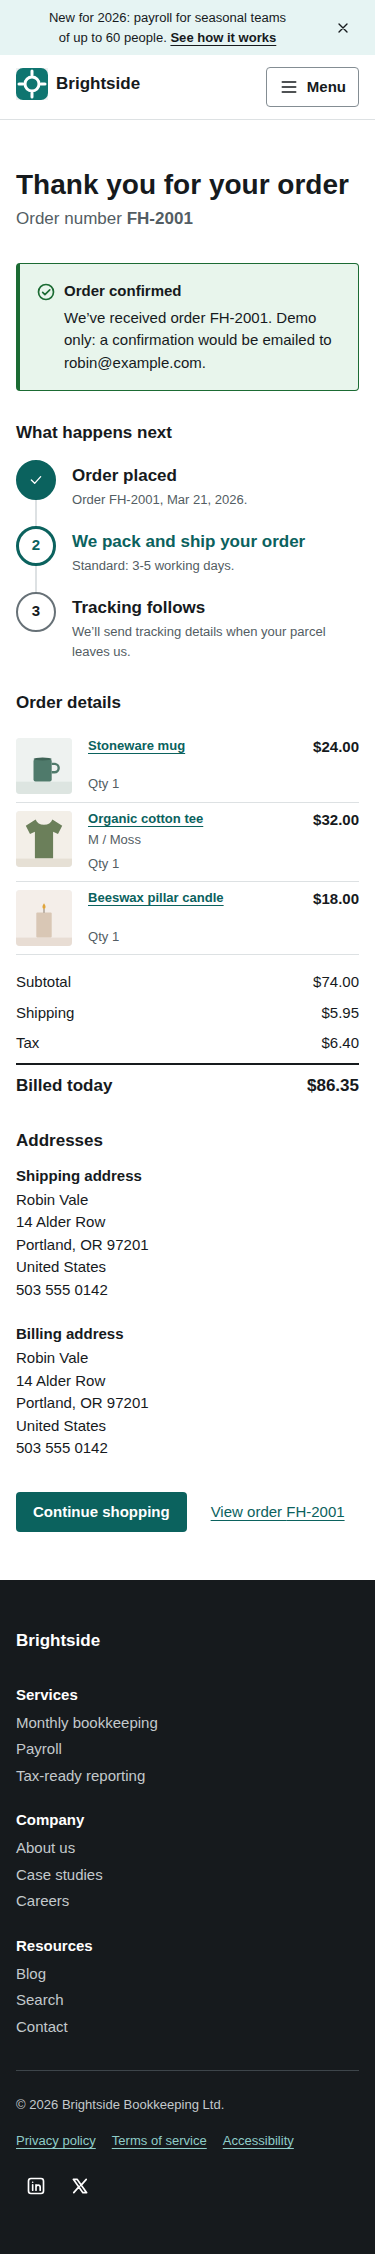 New for 2026: payroll for seasonal teams
of up to 60 people. See how it works
Brightside
Menu
Thank you for your order
Order number FH-2001
Order confirmed
We’ve received order FH-2001. Demo
only: a confirmation would be emailed to
robin@example.com.
What happens next
Order placed
Order FH-2001, Mar 21, 2026.
2
We pack and ship your order
Standard: 3-5 working days.
3
Tracking follows
We’ll send tracking details when your parcel
leaves us.
Order details
Stoneware mug $24.00
Qty 1
Organic cotton tee $32.00
M / Moss
Qty 1
Beeswax pillar candle $18.00
Qty 1
Subtotal $74.00
Shipping $5.95
Tax $6.40
Billed today $86.35
Addresses
Shipping address
Robin Vale
14 Alder Row
Portland, OR 97201
United States
503 555 0142
Billing address
Robin Vale
14 Alder Row
Portland, OR 97201
United States
503 555 0142
Continue shopping View order FH-2001
Brightside
Services
Monthly bookkeeping
Payroll
Tax-ready reporting
Company
About us
Case studies
Careers
Resources
Blog
Search
Contact
© 2026 Brightside Bookkeeping Ltd.
Privacy policy Terms of service Accessibility